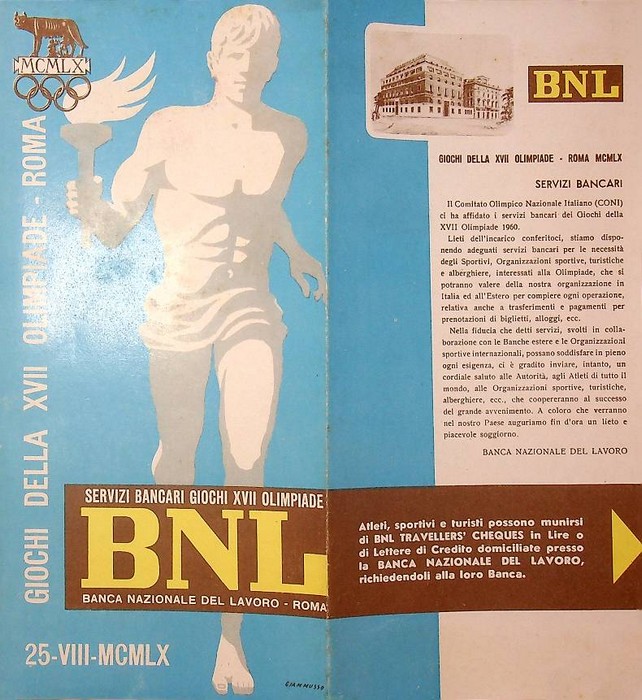 MCMLX
GIOCHI DELLA XVII OLIMPIADE - ROMA
SERVIZI BANCARI GIOCHI XVII OLIMPIADE
BNL
BANCA NAZIONALE DEL LAVORO - ROMA
25-VIII-MCMLX
GIAMMUSSO
BNL
GIOCHI DELLA XVII OLIMPIADE - ROMA MCMLX
SERVIZI BANCARI
Il Comitato Olimpico Nazionale Italiano (CONI)
ci ha affidato i servizi bancari dei Giochi della
XVII Olimpiade 1960.
Lieti dell'incarico conferitoci, stiamo dispo-
nendo adeguati servizi bancari per le necessità
degli Sportivi, Organizzazioni sportive, turistiche
e alberghiere, interessati alla Olimpiade, che si
potranno valere della nostra organizzazione in
Italia ed all'Estero per compiere ogni operazione,
relativa anche a trasferimenti e pagamenti per
prenotazioni di biglietti, alloggi, ecc.
Nella fiducia che detti servizi, svolti in colla-
borazione con le Banche estere e le Organizzazioni
sportive internazionali, possano soddisfare in pieno
ogni esigenza, ci è gradito inviare, intanto, un
cordiale saluto alle Autorità, agli Atleti di tutto il
mondo, alle Organizzazioni sportive, turistiche,
alberghiere, ecc., che coopereranno al successo
del grande avvenimento. A coloro che verranno
nel nostro Paese auguriamo fin d'ora un lieto e
piacevole soggiorno.
BANCA NAZIONALE DEL LAVORO
Atleti, sportivi e turisti possono munirsi
di BNL TRAVELLERS' CHEQUES in Lire o
di Lettere di Credito domiciliate presso
la BANCA NAZIONALE DEL LAVORO,
richiedendoli alla loro Banca.